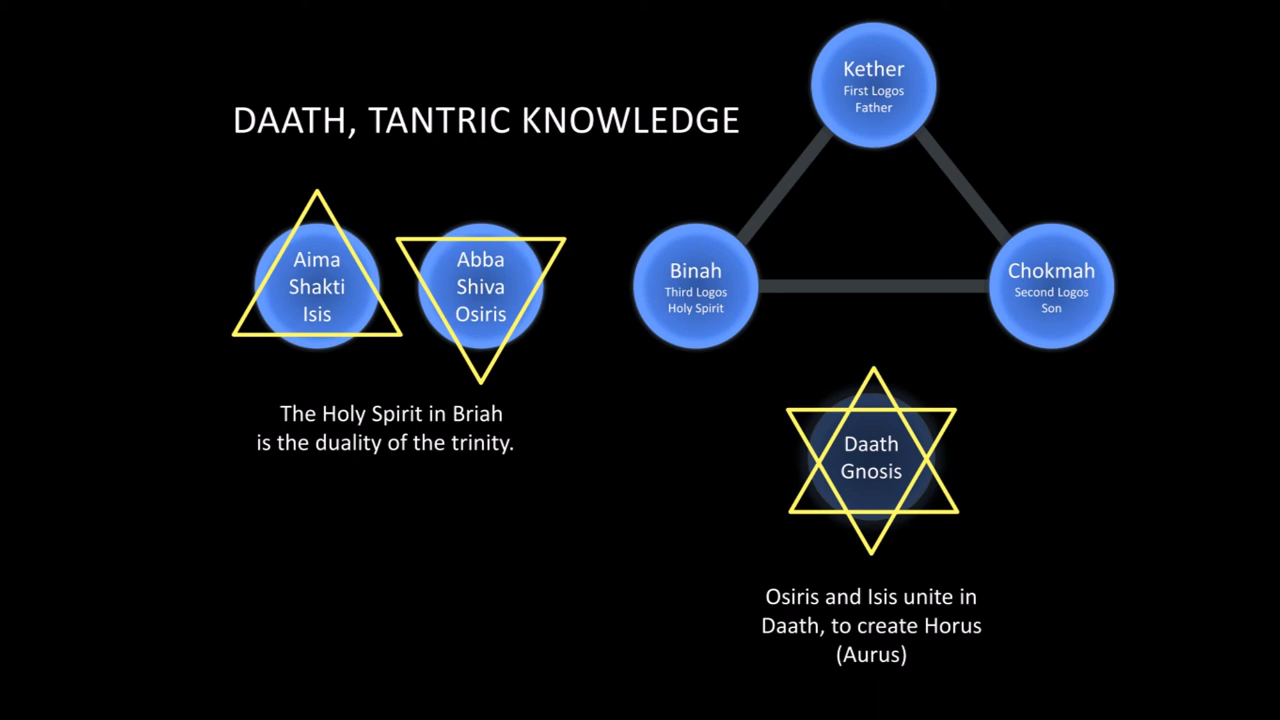 DAATH, TANTRIC KNOWLEDGE
Kether
First Logos
Father
Aima
Shakti
Isis
Abba
Shiva
Osiris
Binah
Third Logos
Holy Spirit
Chokmah
Second Logos
Son
The Holy Spirit in Briah
is the duality of the trinity.
Daath
Gnosis
Osiris and Isis unite in
Daath, to create Horus
(Aurus)